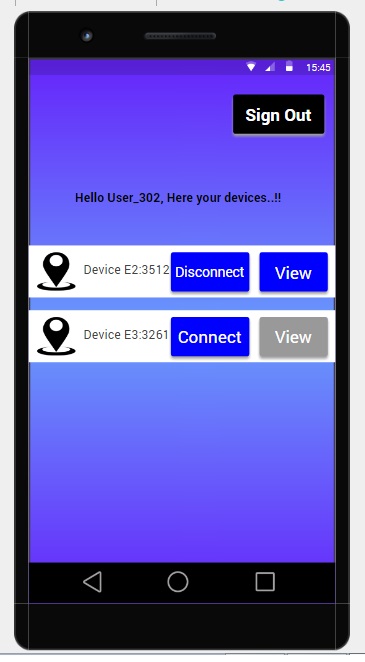 15:45
Sign Out
Hello User_302, Here your devices..!!
Device E2:3512 Disconnect View
Device E3:3261 Connect View